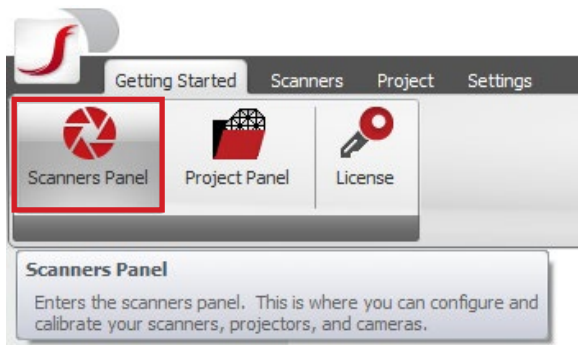 Getting Started Scanners Project Settings
Scanners Panel Project Panel License
Scanners Panel
Enters the scanners panel. This is where you can configure and
calibrate your scanners, projectors, and cameras.